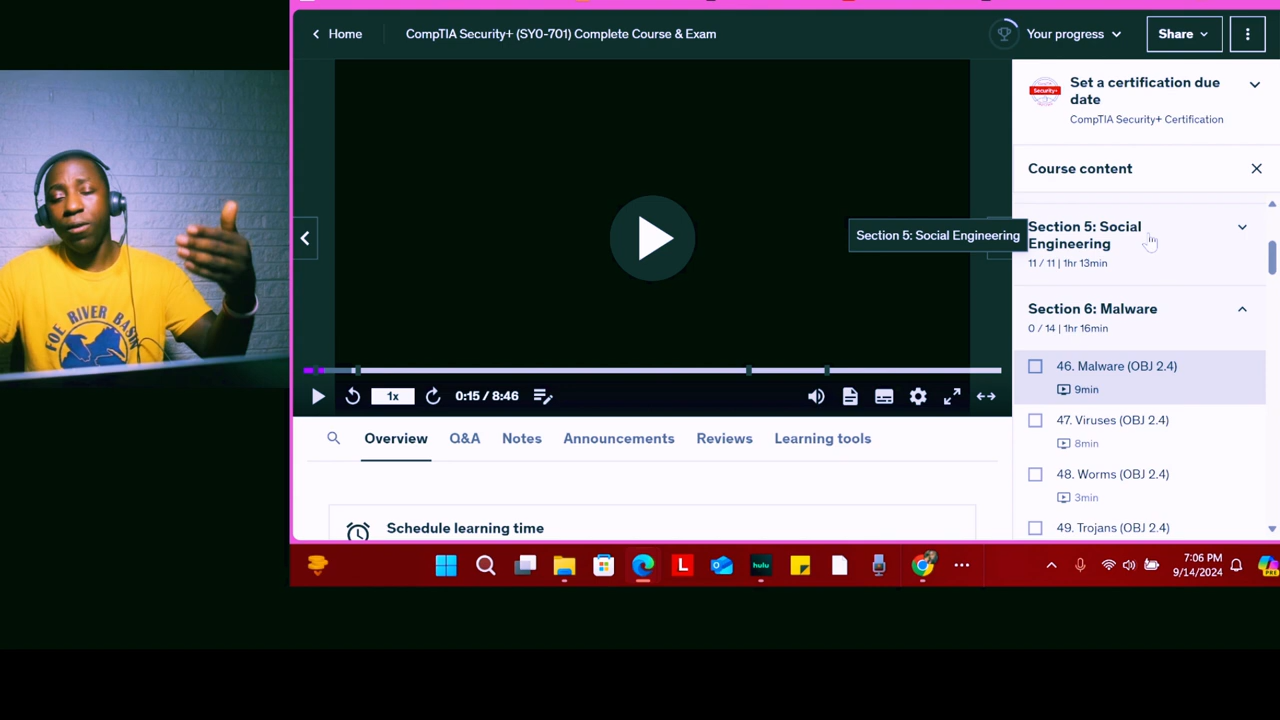 Home
CompTIA Security+ (SY0-701) Complete Course & Exam
Your progress
Share
Security+
Set a certification due
date
CompTIA Security+ Certification
Course content
Section 5: Social
Engineering
11 / 11 | 1hr 13min
Section 5: Social Engineering
Section 6: Malware
0 / 14 | 1hr 16min
46. Malware (OBJ 2.4)
9min
47. Viruses (OBJ 2.4)
8min
48. Worms (OBJ 2.4)
3min
49. Trojans (OBJ 2.4)
1x
0:15 / 8:46
Overview
Q&A
Notes
Announcements
Reviews
Learning tools
Schedule learning time
FOE RIVER BASIN
L
hulu
7:06 PM
9/14/2024
PRE